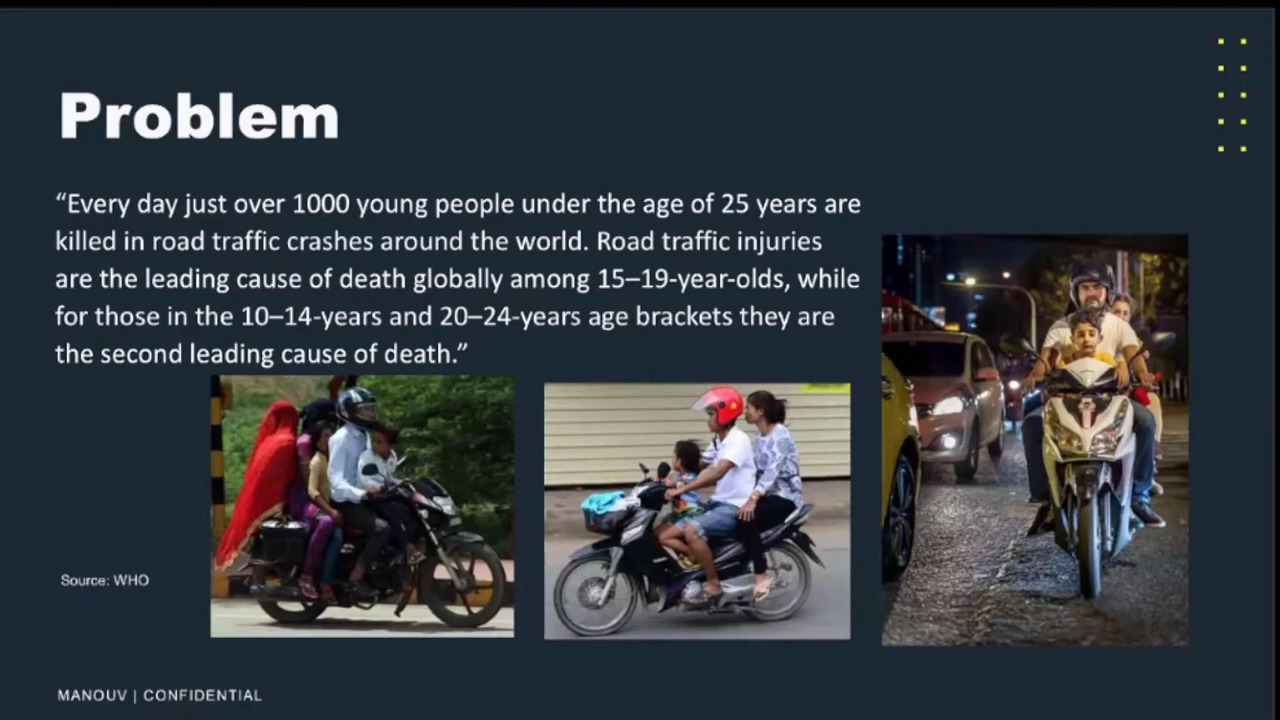 Problem
“Every day just over 1000 young people under the age of 25 years are
killed in road traffic crashes around the world. Road traffic injuries
are the leading cause of death globally among 15–19-year-olds, while
for those in the 10–14-years and 20–24-years age brackets they are
the second leading cause of death.”
Source: WHO
MANOUV | CONFIDENTIAL